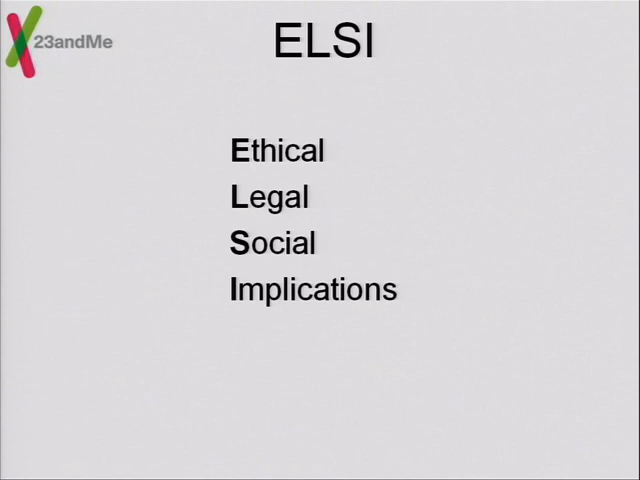 23andMe
ELSI
Ethical
Legal
Social
Implications